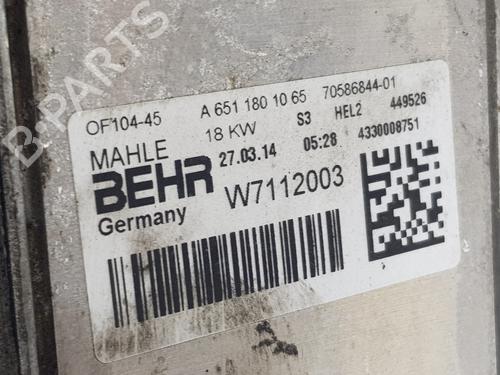 B-PARTS
OF104-45 A 651 180 10 65 70586844-01
MAHLE 18 KW S3 HEL2 449526
BEHR 27.03.14 05:28 4330008751
Germany W7112003